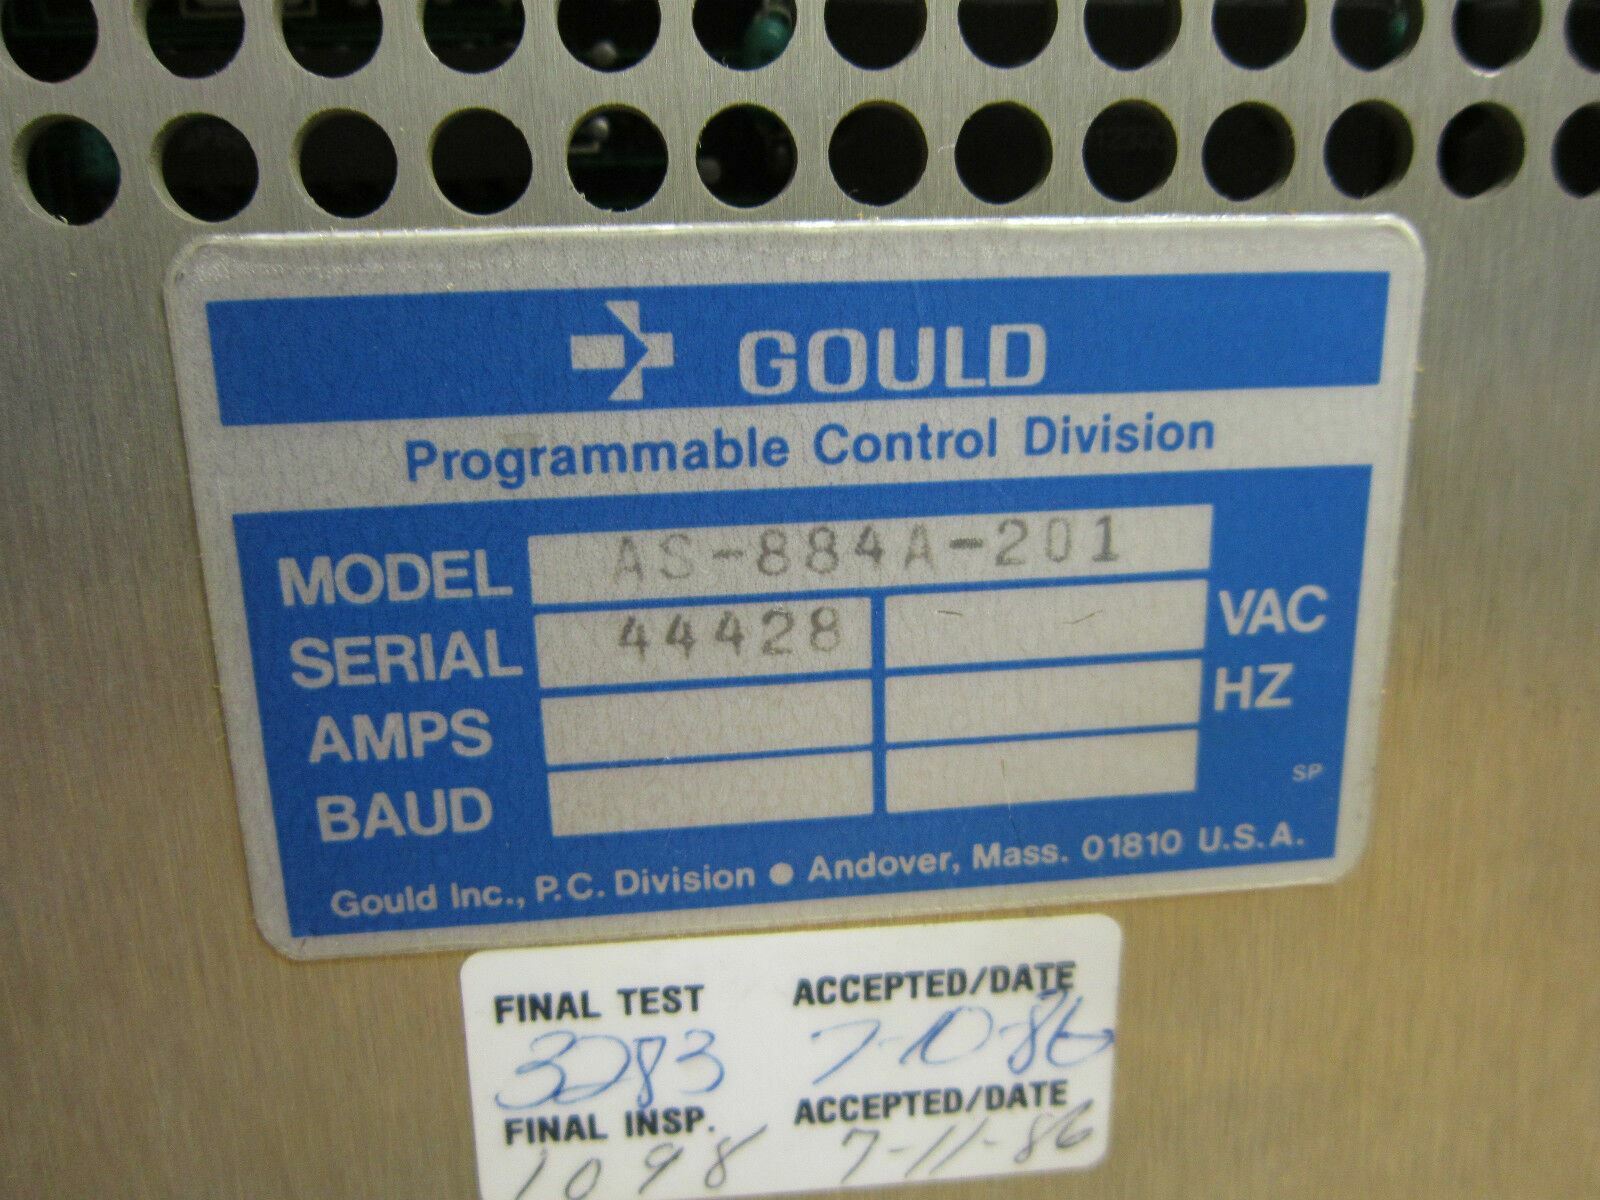 GOULD
Programmable Control Division
MODEL AS-884A-201
SERIAL 44428 VAC
AMPS HZ
BAUD SP
Gould Inc., P.C. Division ● Andover, Mass. 01810 U.S.A.
FINAL TEST ACCEPTED/DATE
3283 7-10-86
FINAL INSP. ACCEPTED/DATE
1098 7-11-86